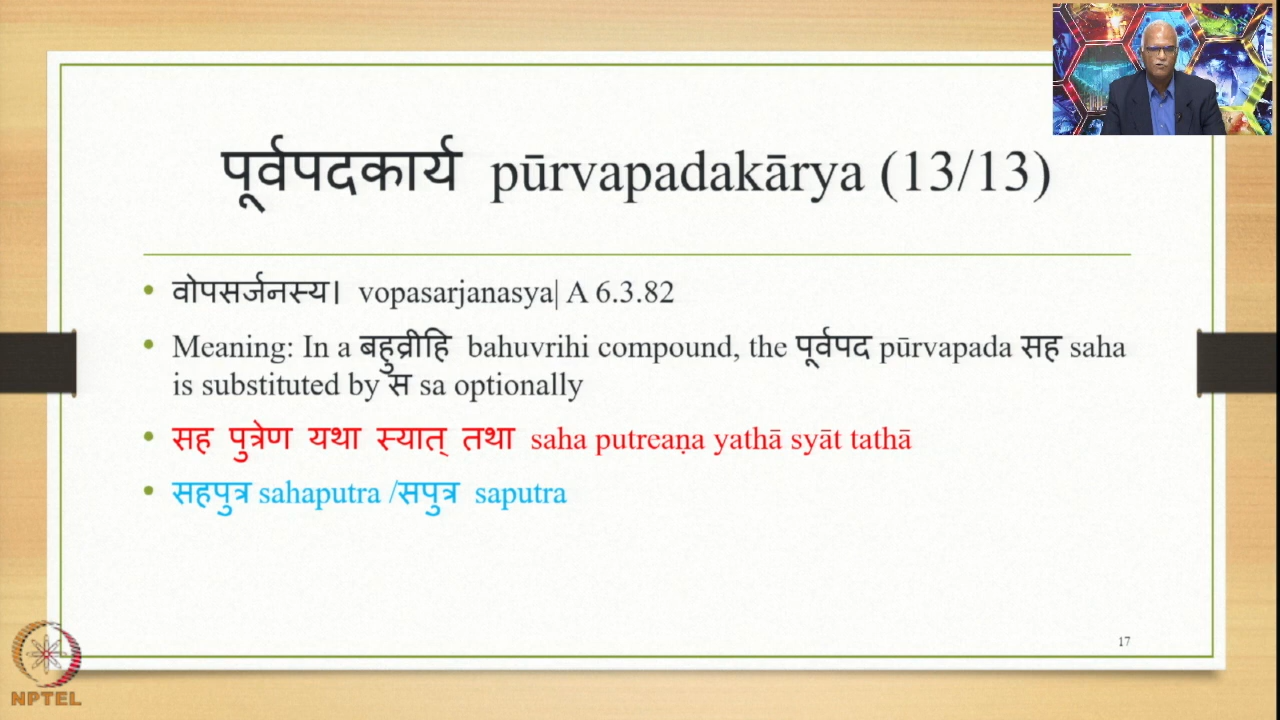 पूर्वपदकार्य pūrvapadakārya (13/13)
• वोपसर्जनस्य। vopasarjanasya| A 6.3.82
• Meaning: In a बहुव्रीहि bahuvrihi compound, the पूर्वपद pūrvapada सह saha
is substituted by स sa optionally
• सह पुत्रेण यथा स्यात् तथा saha putreaṇa yathā syāt tathā
• सहपुत्र sahaputra /सपुत्र saputra
17
NPTEL